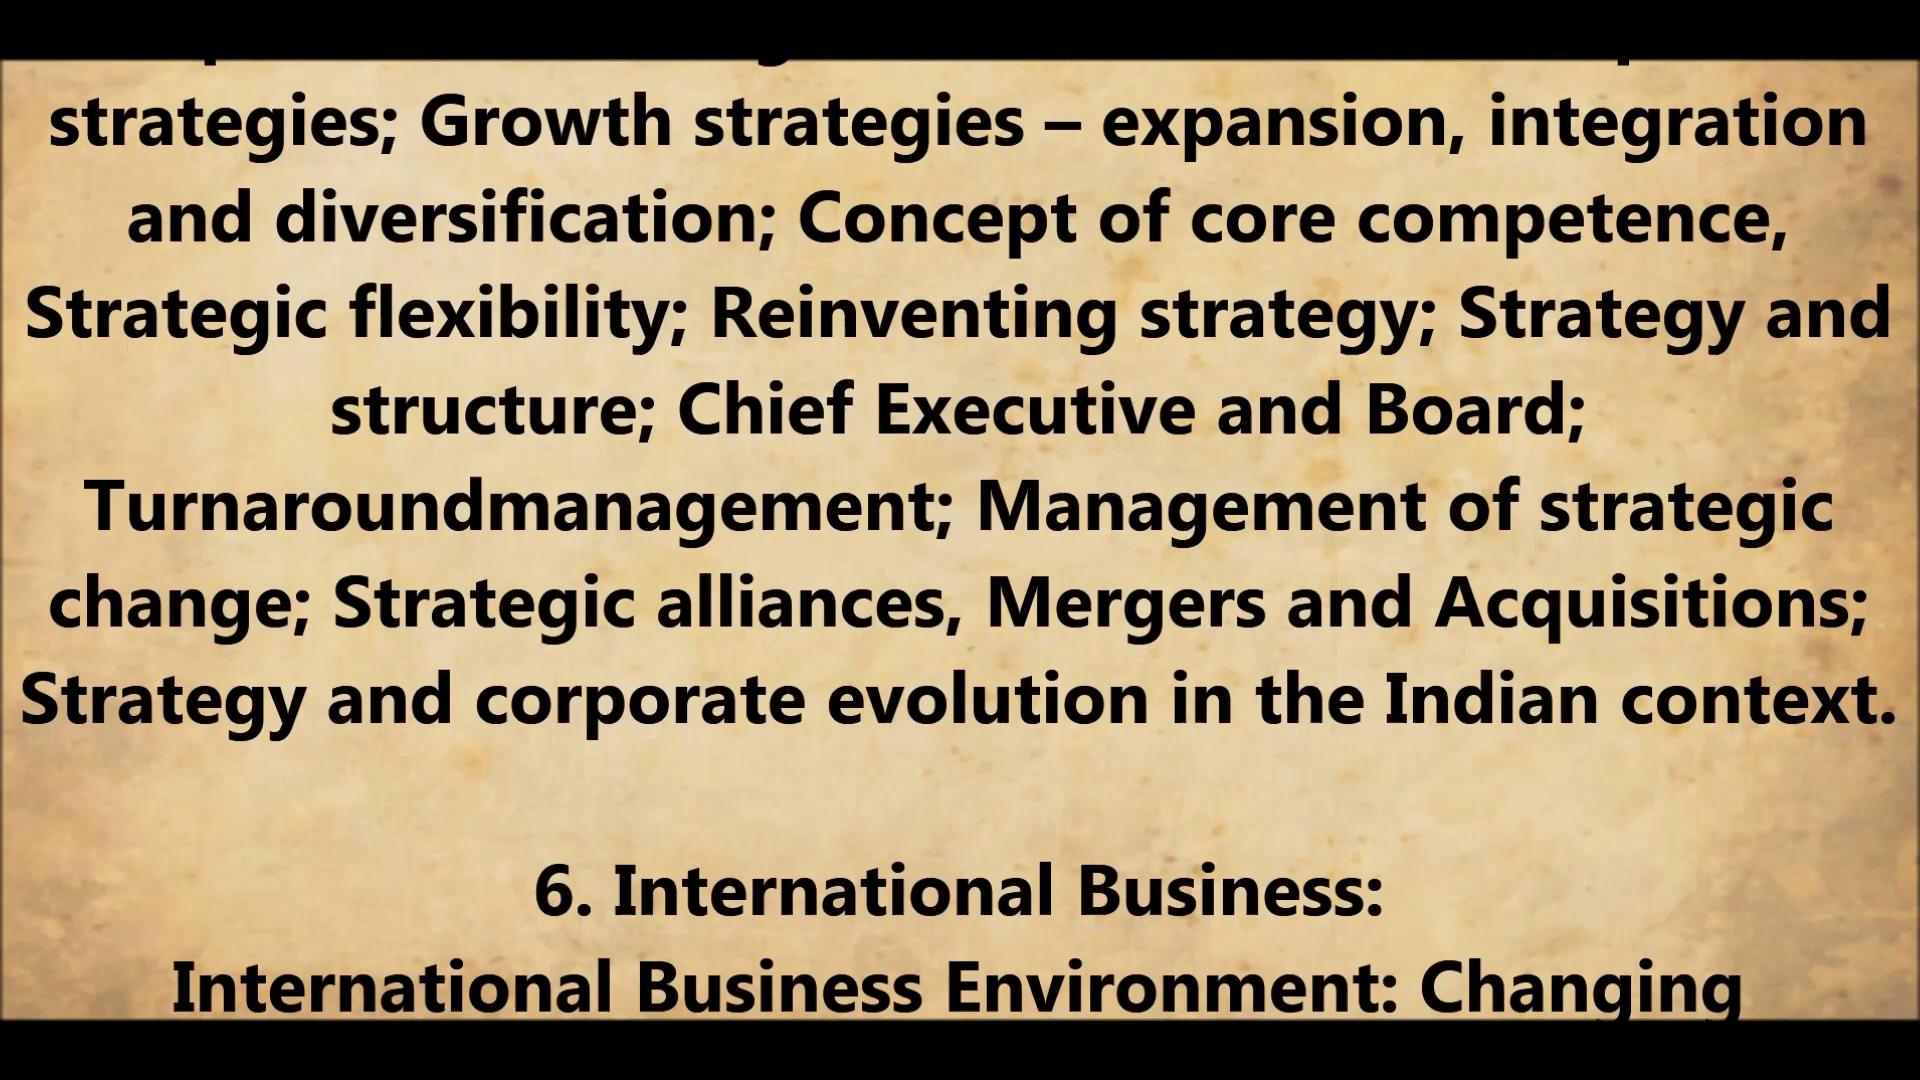 strategies; Growth strategies – expansion, integration
and diversification; Concept of core competence,
Strategic flexibility; Reinventing strategy; Strategy and
structure; Chief Executive and Board;
Turnaroundmanagement; Management of strategic
change; Strategic alliances, Mergers and Acquisitions;
Strategy and corporate evolution in the Indian context.
6. International Business:
International Business Environment: Changing